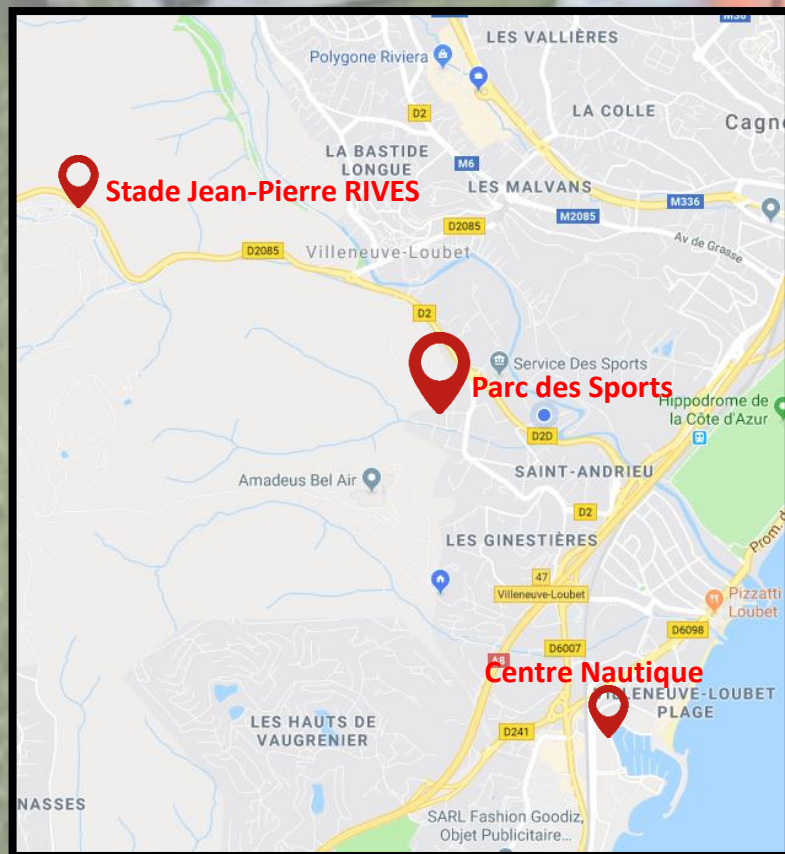 M36
LES VALLIÈRES
Polygone Riviera
D2
LA COLLE
Cagn
LA BASTIDE
LONGUE
M6
LES MALVANS
Stade Jean-Pierre RIVES
M336
M2085
D2085
Av de Grasse
D2085
Villeneuve-Loubet
D2
Service Des Sports
Parc des Sports
Hippodrome de
la Côte d'Azur
D2D
SAINT-ANDRIEU
Amadeus Bel Air
D2
LES GINESTIÈRES
Prom. d
47
Villeneuve-Loubet
Pizzatti
Loubet
D6098
D6007
A8
Centre Nautique
LENEUVE-LOUBET
PLAGE
LES HAUTS DE
VAUGRENIER
D241
NASSES
SARL Fashion Goodiz,
Objet Publicitaire...